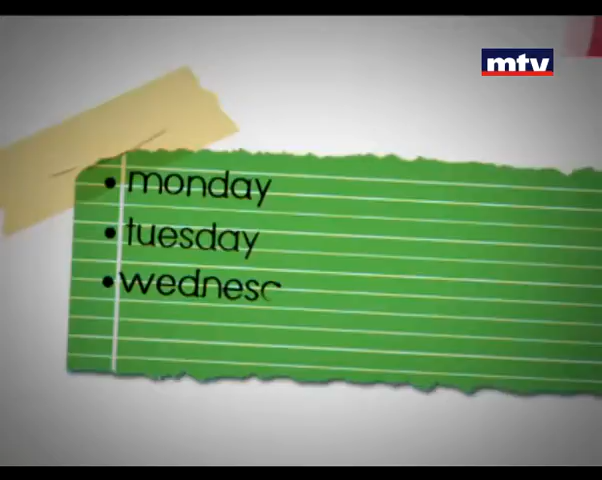 mtv
• monday
• tuesday
• wednesc